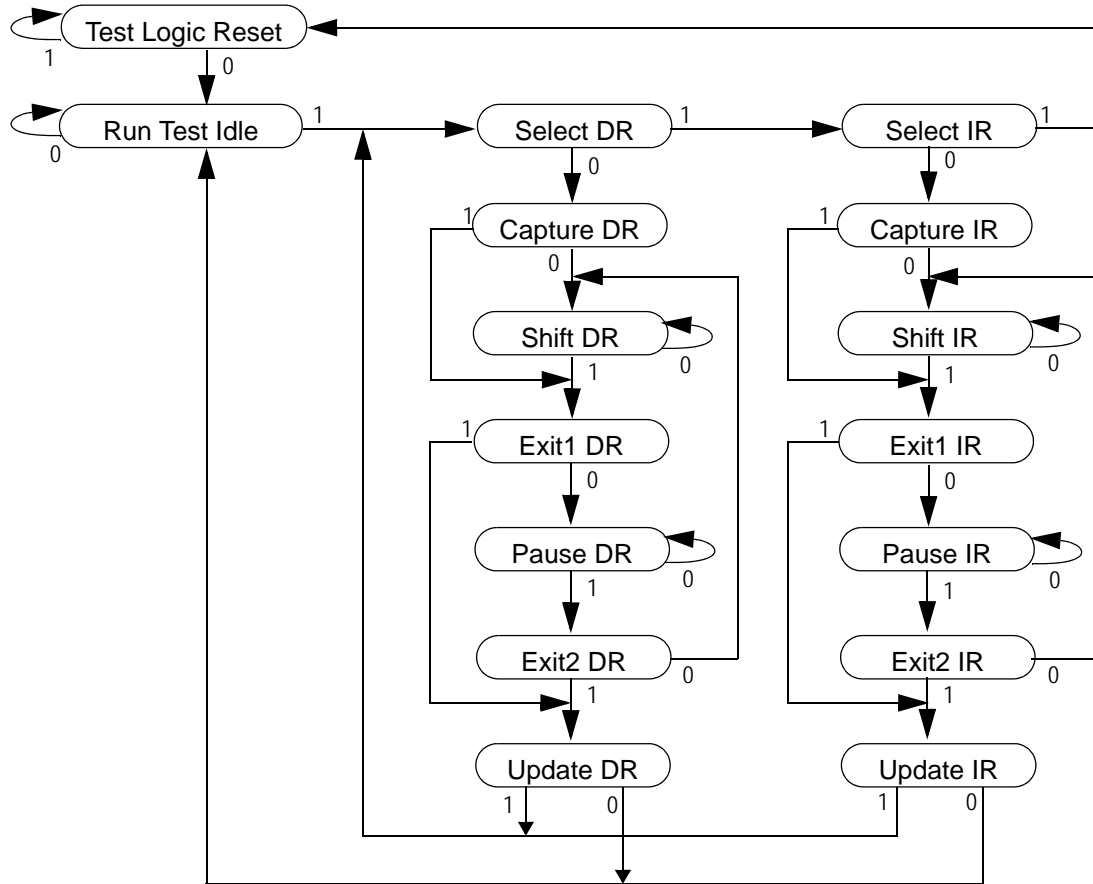 Test Logic Reset
1
0
Run Test Idle
1
0
Select DR
1
0
Select IR
1
0
Capture DR
1
0
Capture IR
1
0
Shift DR
0
1
Shift IR
0
1
Exit1 DR
1
0
Exit1 IR
1
0
Pause DR
0
1
Pause IR
0
1
Exit2 DR
0
1
Exit2 IR
0
1
Update DR
1
0
Update IR
1
0